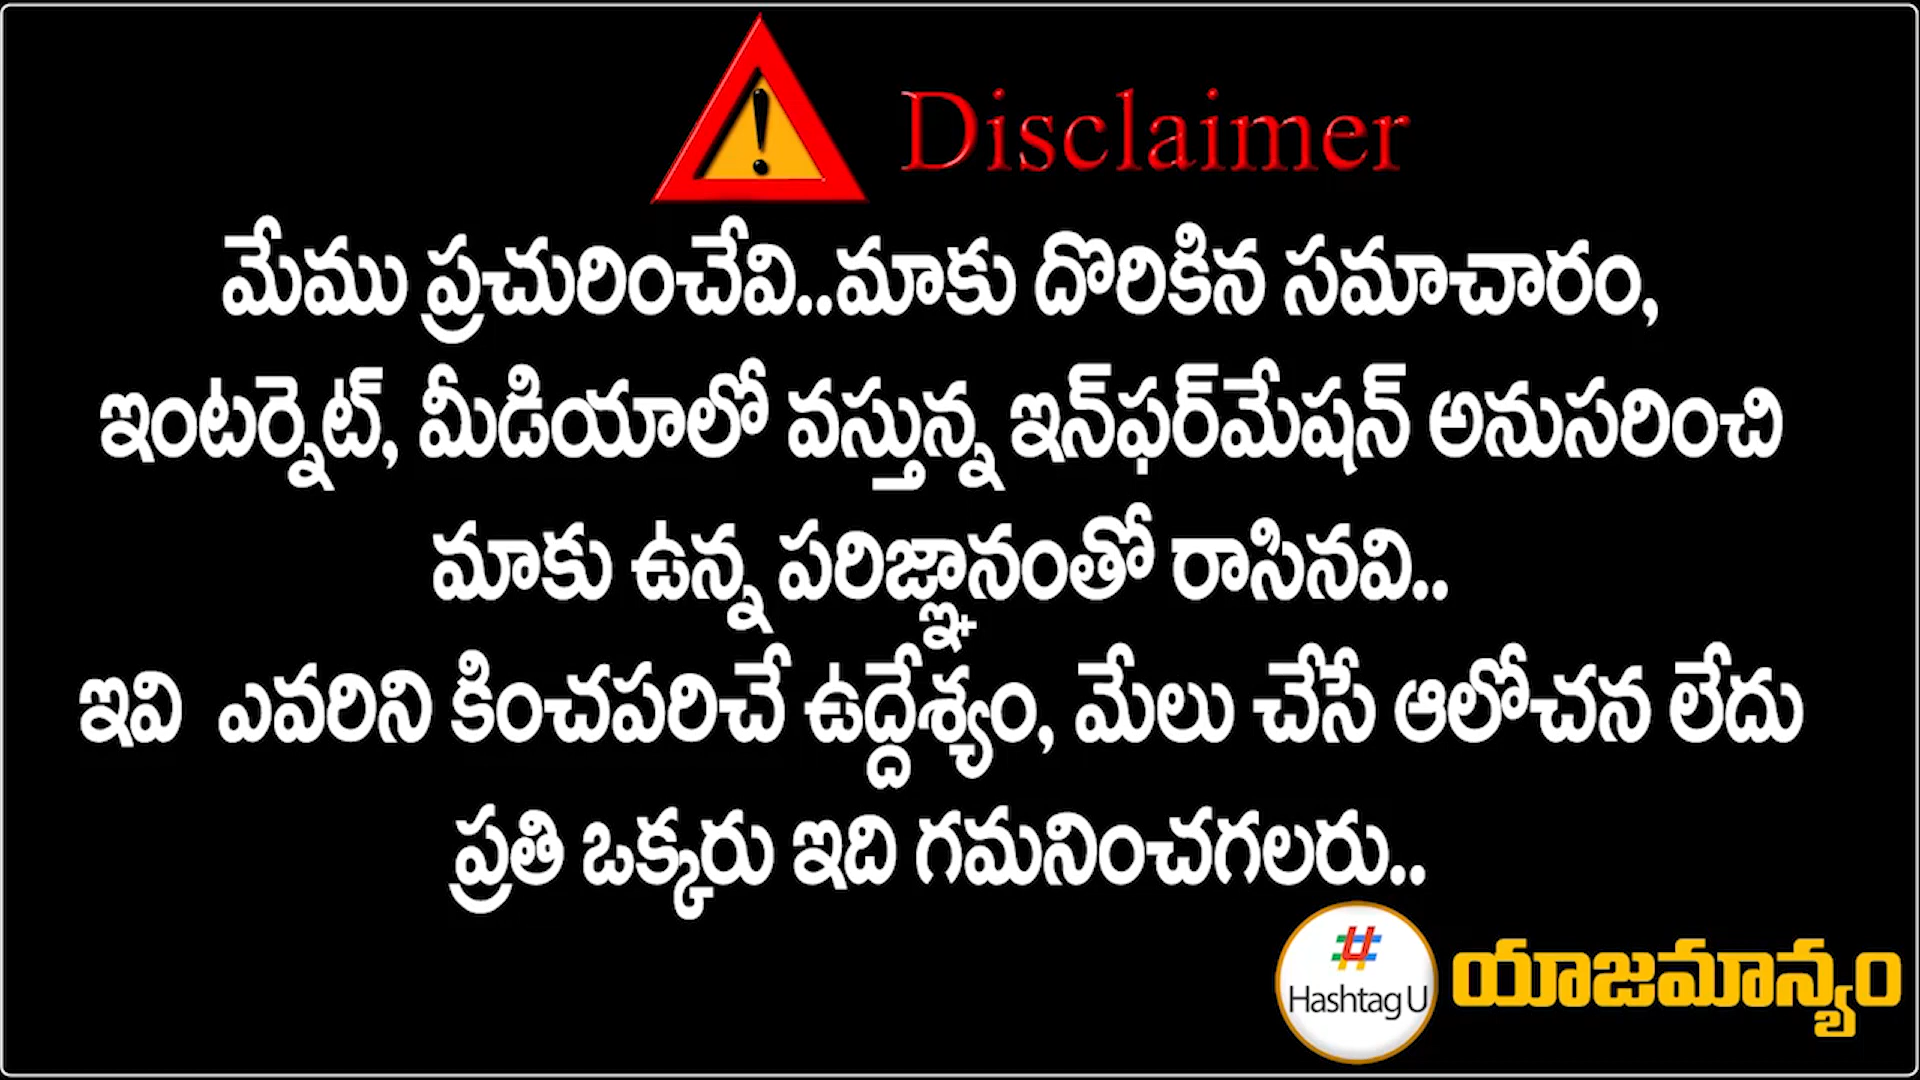 Disclaimer
మేము ప్రచురించేవి..మాకు దొరికిన సమాచారం,
ఇంటర్నెట్, మీడియాలో వస్తున్న ఇన్‌ఫర్‌మేషన్ అనుసరించి
మాకు ఉన్న పరిజ్ఞానంతో రాసినవి..
ఇవి ఎవరిని కించపరిచే ఉద్దేశ్యం, మేలు చేసే ఆలోచన లేదు
ప్రతి ఒక్కరు ఇది గమనించగలరు..
Hashtag U యాజమాన్యం